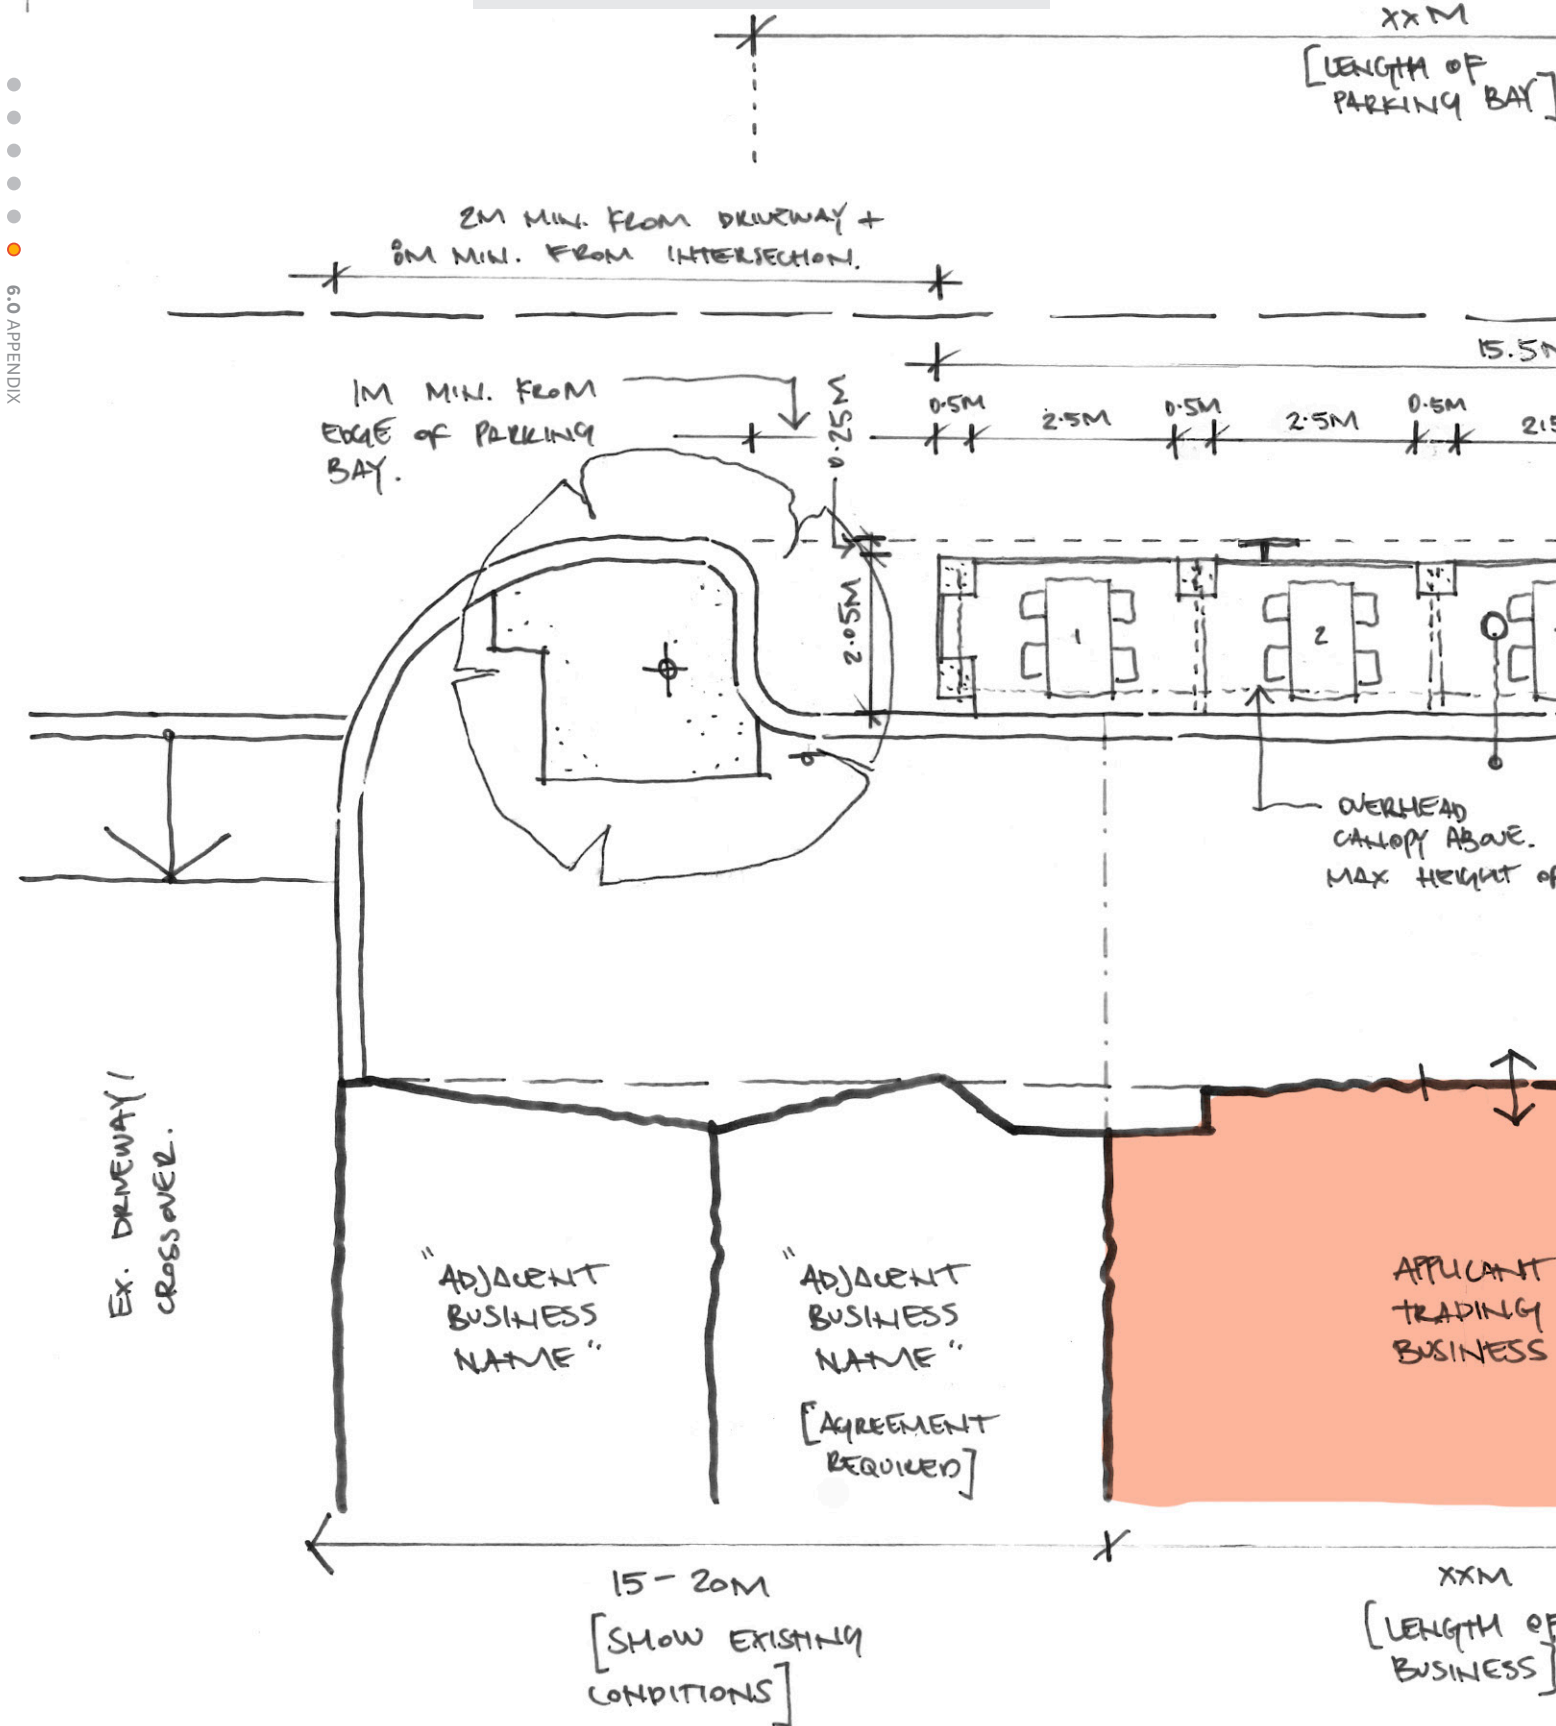 XXM
[LENGTH OF
PARKING BAY]
2M MIN. FROM DRIVEWAY +
8M MIN. FROM INTERSECTION.
6.0 APPENDIX
15.5M
1M MIN. FROM
EDGE OF PARKING
BAY.
0.25M
0.5M
2.5M
0.5M
2.5M
0.5M
2.5
2.05M
1
2
OVERHEAD
CANOPY ABOVE.
MAX HEIGHT OF
EX. DRIVEWAY/
CROSSOVER.
"ADJACENT
BUSINESS
NAME"
"ADJACENT
BUSINESS
NAME"
[AGREEMENT
REQUIRED]
APPLICANT
TRADING
BUSINESS
15-20M
[SHOW EXISTING
CONDITIONS]
XXM
[LENGTH OF
BUSINESS]